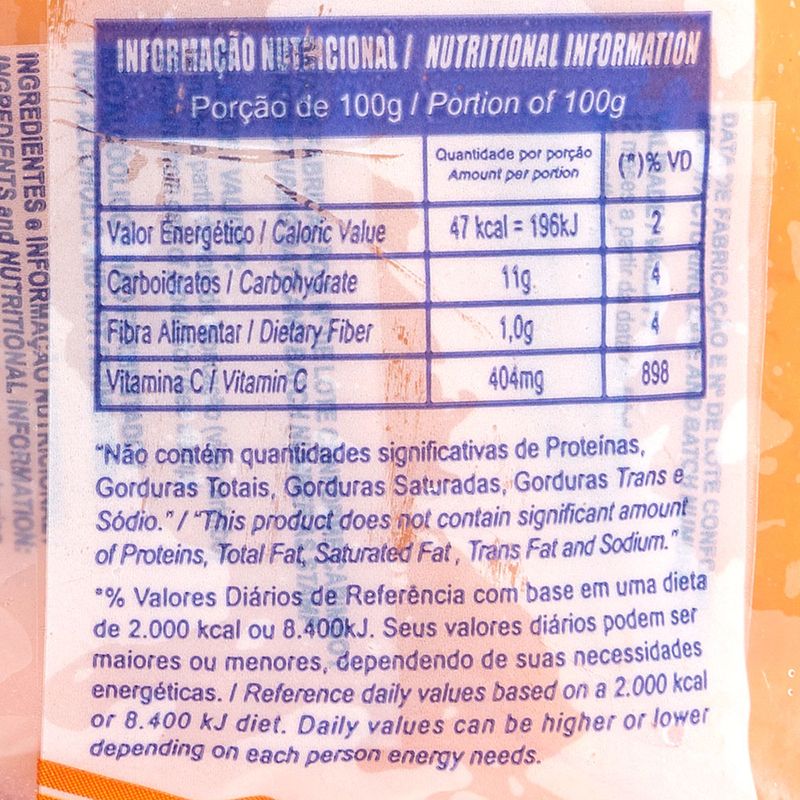 INFORMAÇÃO NUTRICIONAL / NUTRITIONAL INFORMATION
Porção de 100g / Portion of 100g
Quantidade por porção
Amount per portion
(*)% VD
Valor Energético / Caloric Value 47 kcal = 196kJ 2
Carboidratos / Carbohydrate 11g 4
Fibra Alimentar / Dietary Fiber 1,0g 4
Vitamina C / Vitamin C 404mg 898
"Não contém quantidades significativas de Proteínas,
Gorduras Totais, Gorduras Saturadas, Gorduras Trans e
Sódio." / "This product does not contain significant amount
of Proteins, Total Fat, Saturated Fat, Trans Fat and Sodium."
*% Valores Diários de Referência com base em uma dieta
de 2.000 kcal ou 8.400kJ. Seus valores diários podem ser
maiores ou menores, dependendo de suas necessidades
energéticas. / Reference daily values based on a 2.000 kcal
or 8.400 kJ diet. Daily values can be higher or lower
depending on each person energy needs.
INGREDIENTES e INFORMAÇÃO
INGREDIENTS and NUTRITIONAL INFORMATION:
DATA DE FABRICAÇÃO E Nº DE LOTE